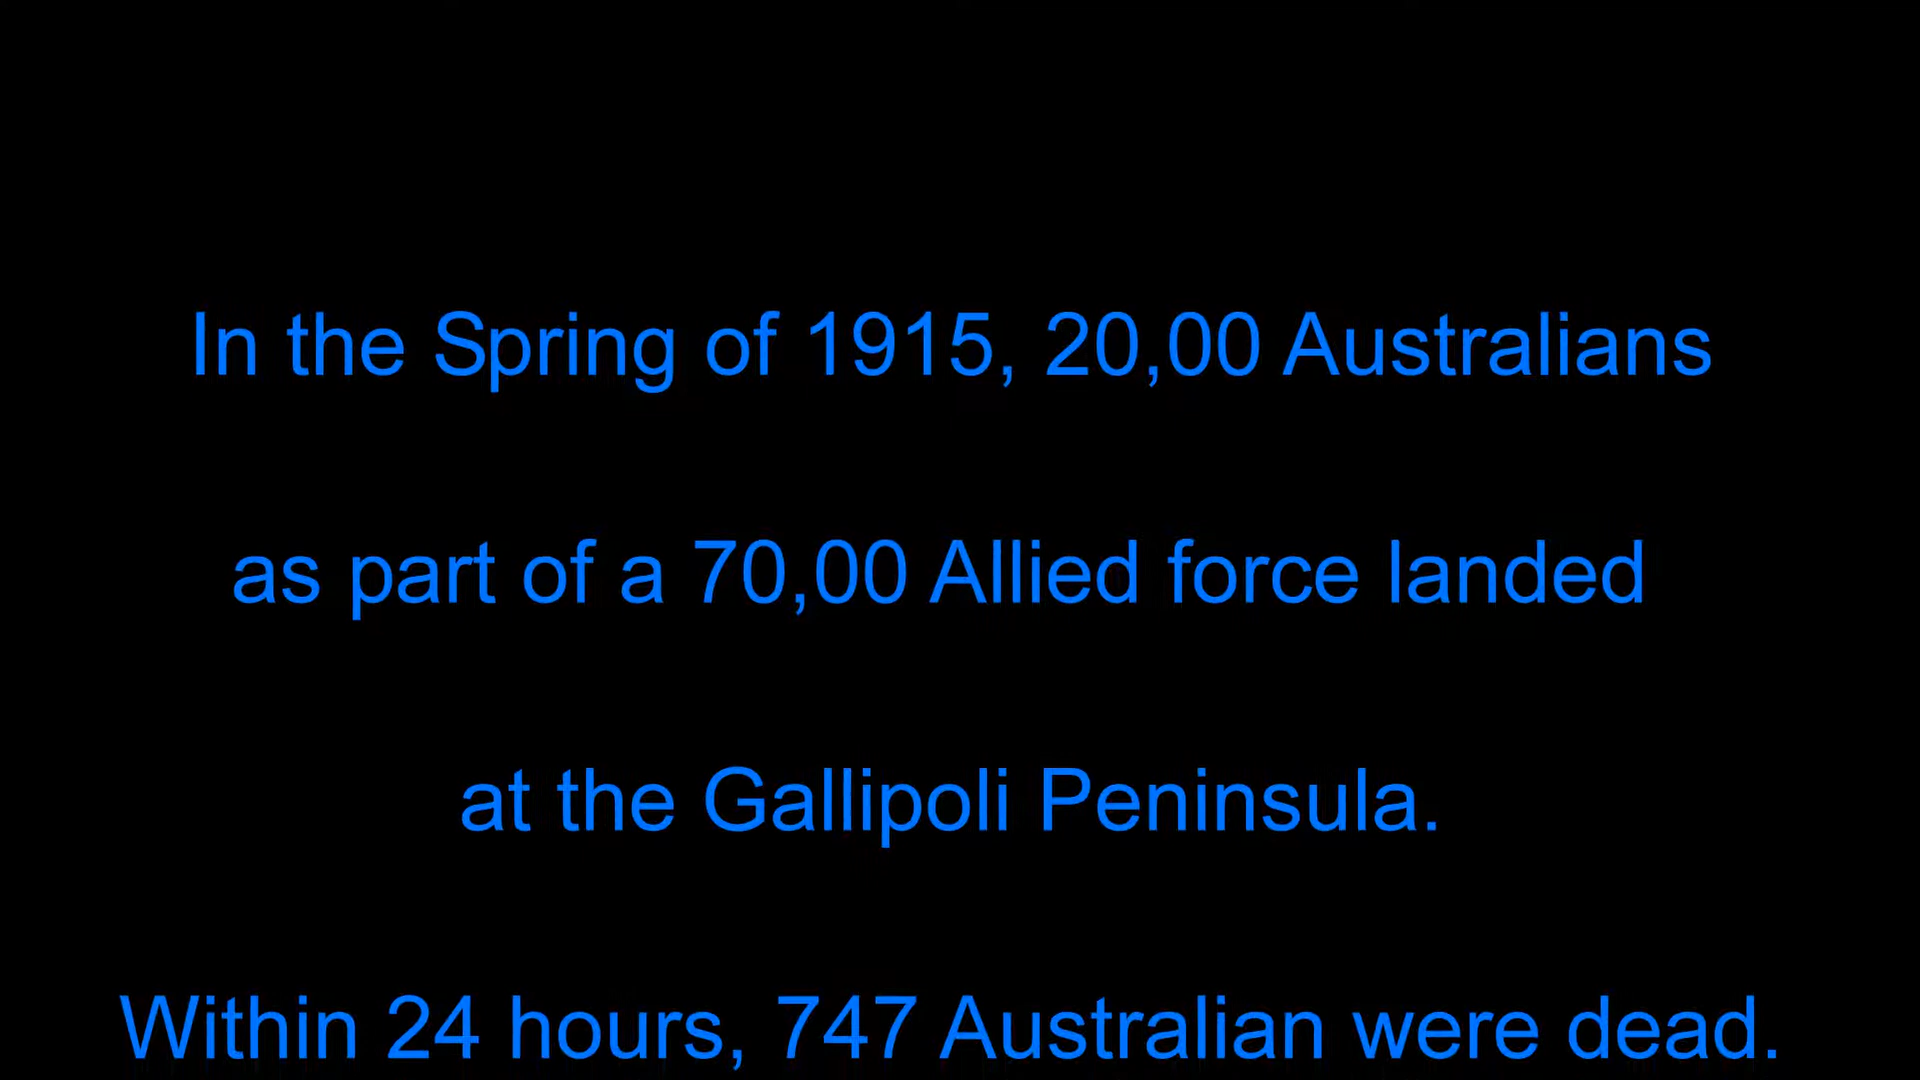 In the Spring of 1915, 20,00 Australians
as part of a 70,00 Allied force landed
at the Gallipoli Peninsula.
Within 24 hours, 747 Australian were dead.